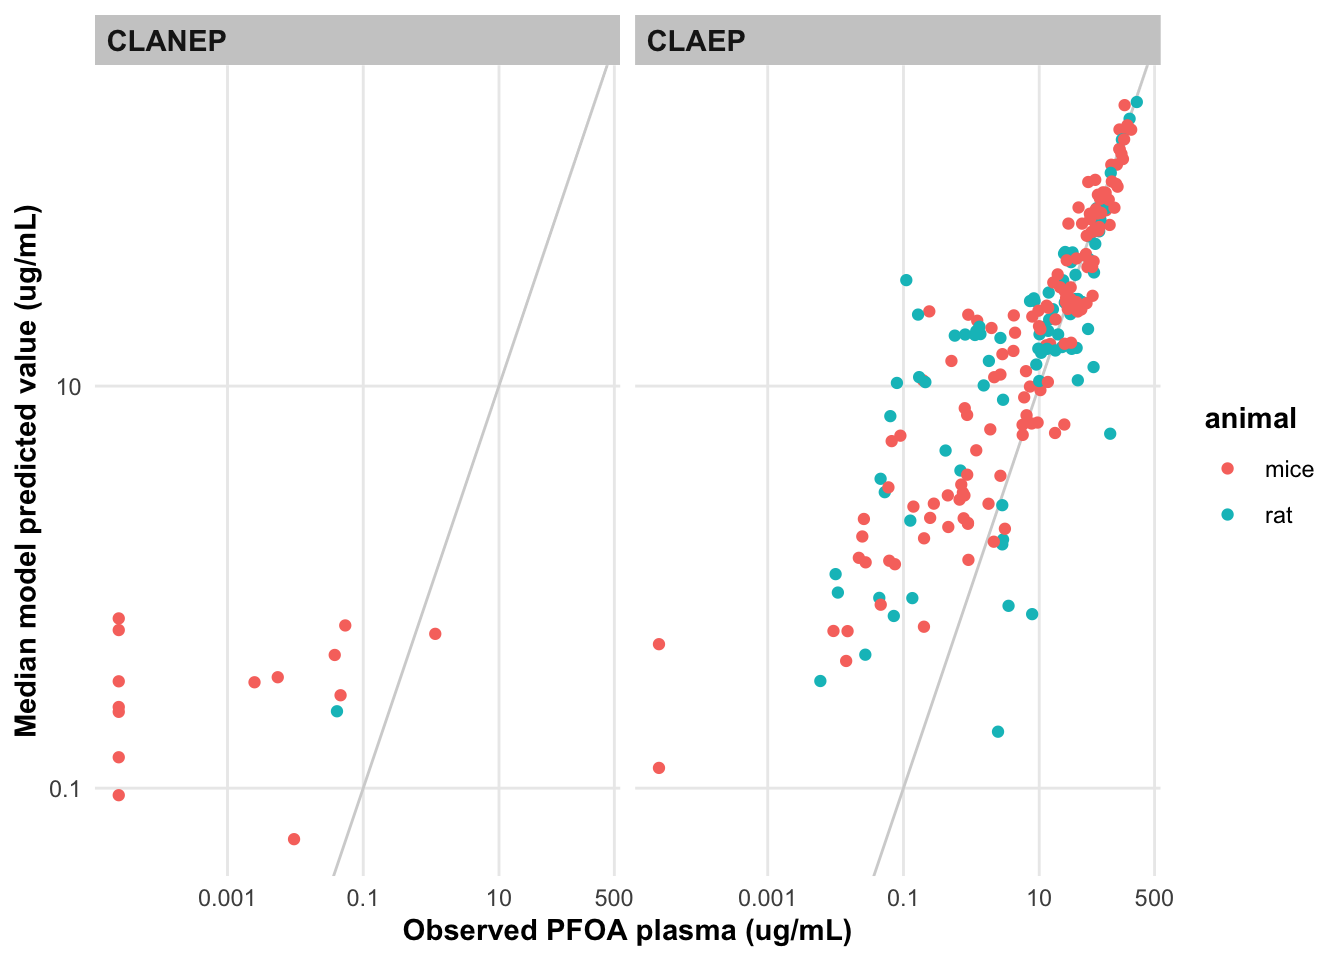 CLANEP
CLAEP
Median model predicted value (ug/mL)
10
0.1
0.001
0.1
10
500
0.001
0.1
10
500
Observed PFOA plasma (ug/mL)
animal
mice
rat